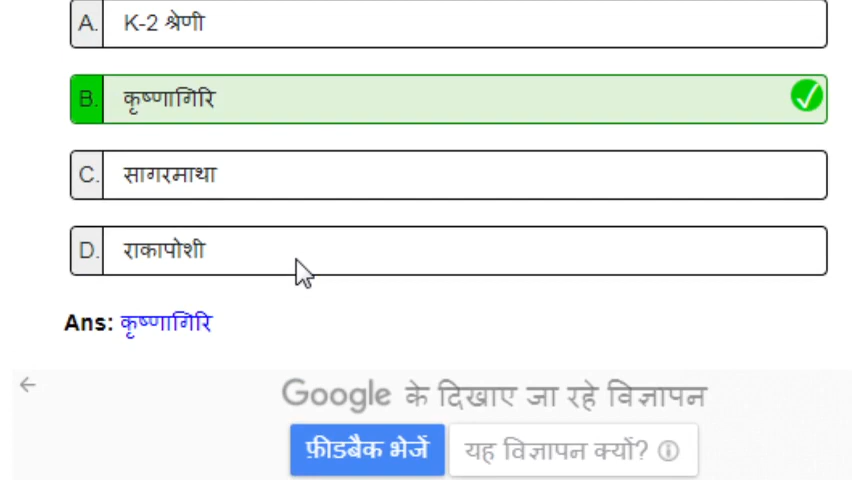 A. K-2 श्रेणी
B. कृष्णागिरि
C. सागरमाथा
D. राकापोशी
Ans: कृष्णागिरि
Google के दिखाए जा रहे विज्ञापन
फ़ीडबैक भेजें यह विज्ञापन क्यों?